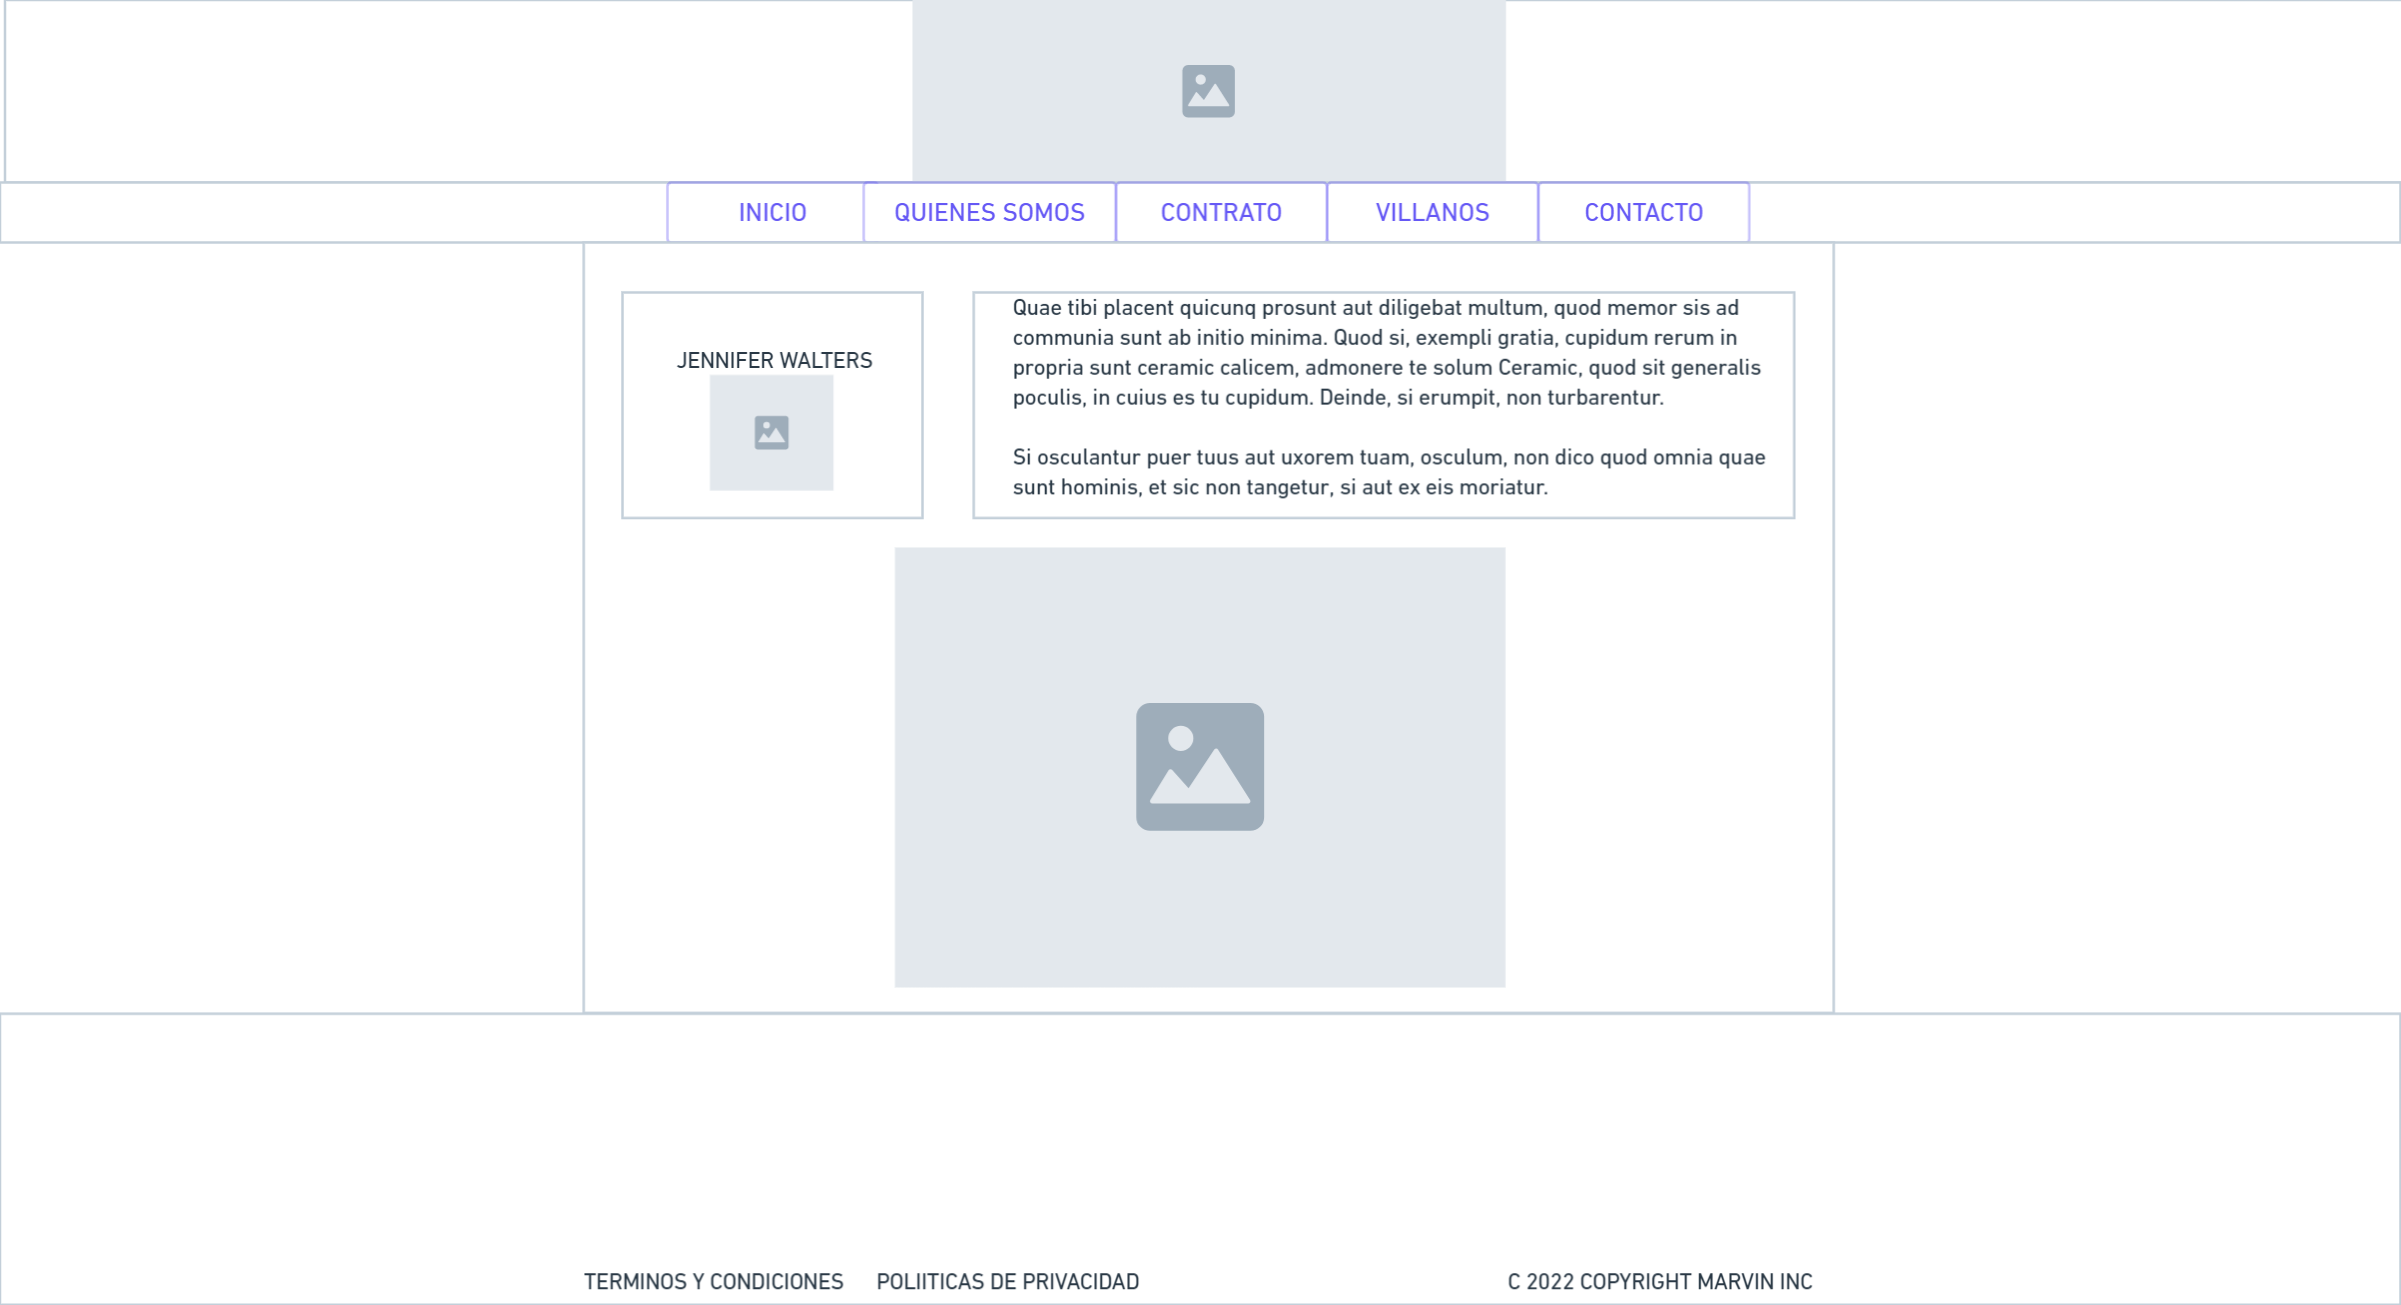 INICIO
QUIENES SOMOS
CONTRATO
VILLANOS
CONTACTO
JENNIFER WALTERS
Quae tibi placent quicunq prosunt aut diligebat multum, quod memor sis ad
communia sunt ab initio minima. Quod si, exempli gratia, cupidum rerum in
propria sunt ceramic calicem, admonere te solum Ceramic, quod sit generalis
poculis, in cuius es tu cupidum. Deinde, si erumpit, non turbarentur.
Si osculantur puer tuus aut uxorem tuam, osculum, non dico quod omnia quae
sunt hominis, et sic non tangetur, si aut ex eis moriatur.
TERMINOS Y CONDICIONES
POLIITICAS DE PRIVACIDAD
C 2022 COPYRIGHT MARVIN INC